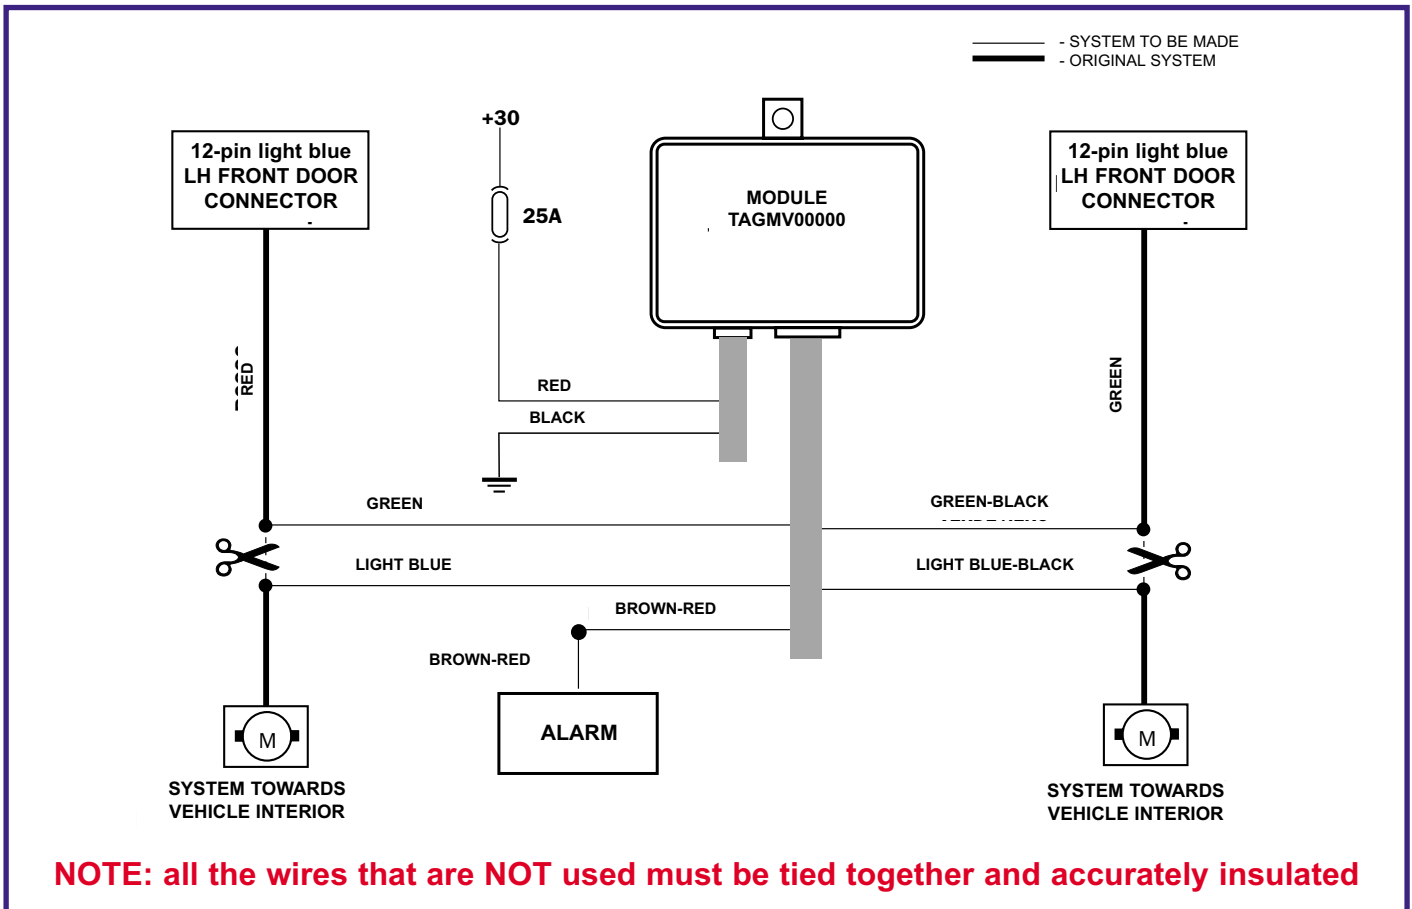 - SYSTEM TO BE MADE
- ORIGINAL SYSTEM
+30
25A
12-pin light blue
LH FRONT DOOR
CONNECTOR
MODULE
TAGMV00000
12-pin light blue
LH FRONT DOOR
CONNECTOR
RED
GREEN
RED
BLACK
GREEN
GREEN-BLACK
LIGHT BLUE
LIGHT BLUE-BLACK
BROWN-RED
BROWN-RED
ALARM
M
M
SYSTEM TOWARDS
VEHICLE INTERIOR
SYSTEM TOWARDS
VEHICLE INTERIOR
NOTE: all the wires that are NOT used must be tied together and accurately insulated